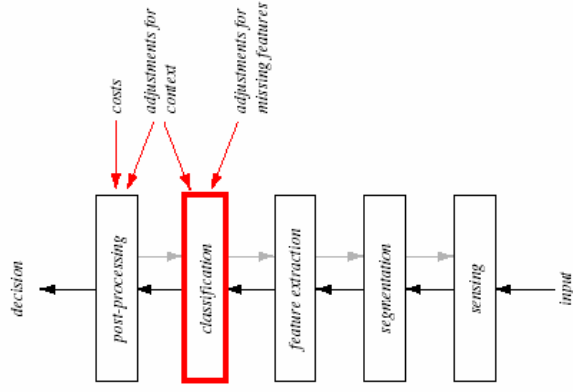 decision
post-processing
costs
adjustments for
context
classification
adjustments for
missing features
feature extraction
segmentation
sensing
input